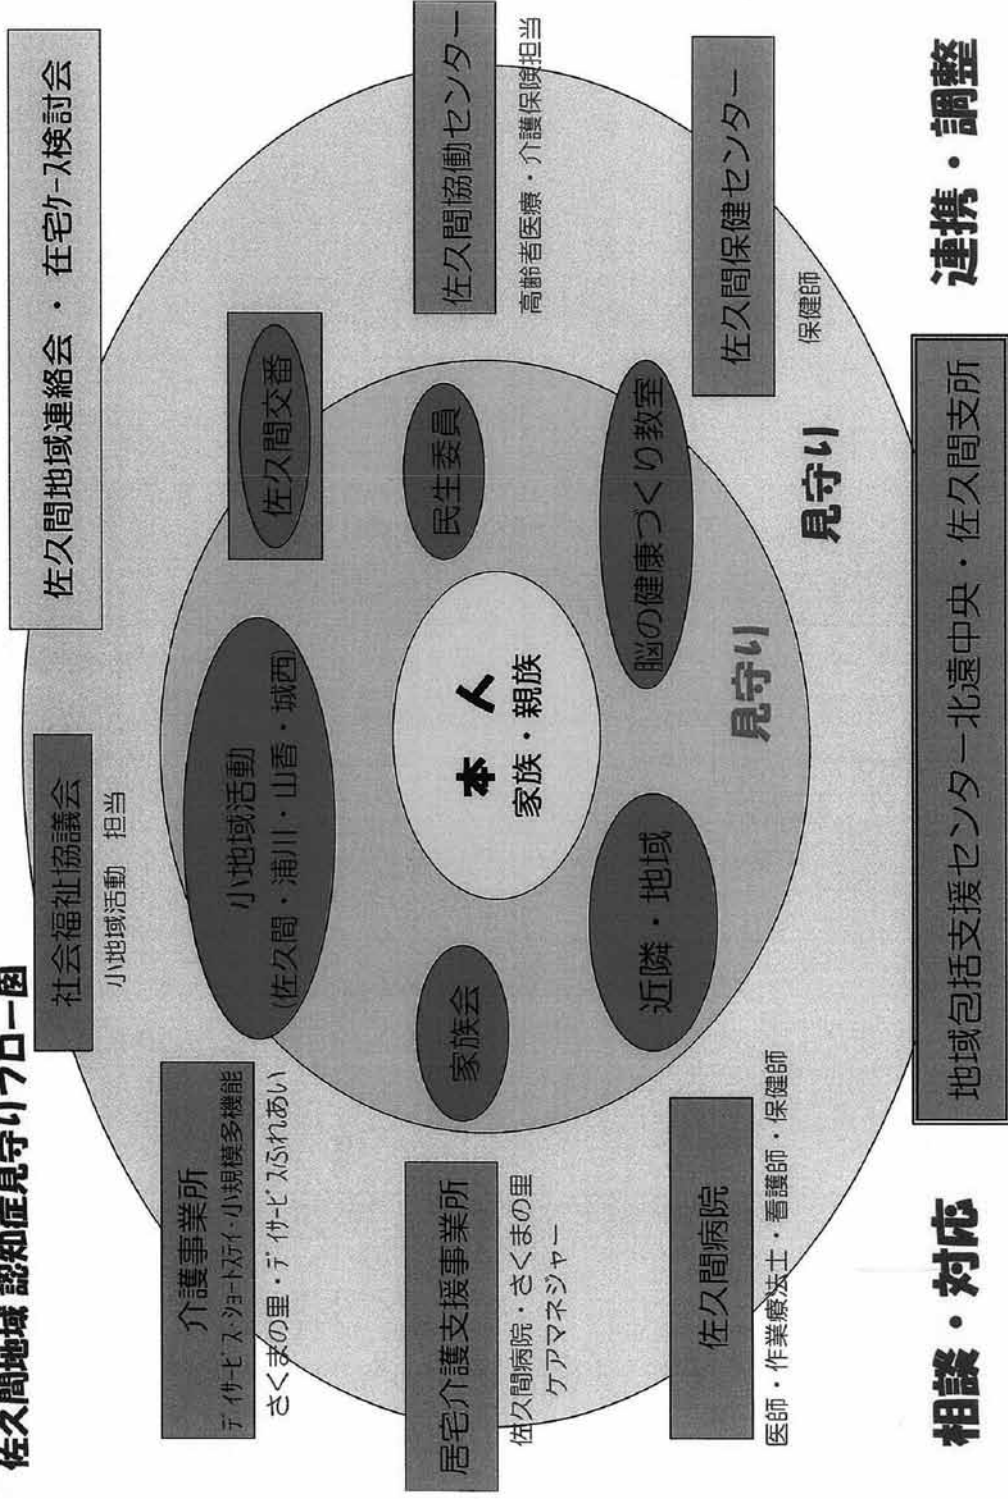 佐久間地域 認知症見守りフロー図
佐久間地域連絡会・在宅ケース検討会
社会福祉協議会
小地域活動　担当
介護事業所
デイサービス・ショートステイ・小規模多機能
さくまの里・デイサービスふれあい
小地域活動
(佐久間・浦川・山香・城西)
佐久間交番
佐久間協働センター
高齢者医療・介護保険担当
居宅介護支援事業所
佐久間病院・さくまの里
ケアマネジャー
家族会
本　人
家族・親族
民生委員
近隣・地域
脳の健康づくり教室
見守り
佐久間病院
医師・作業療法士・看護師・保健師
佐久間保健センター
保健師
見守り
相談・対応
地域包括支援センター北遠中央・佐久間支所
連携・調整